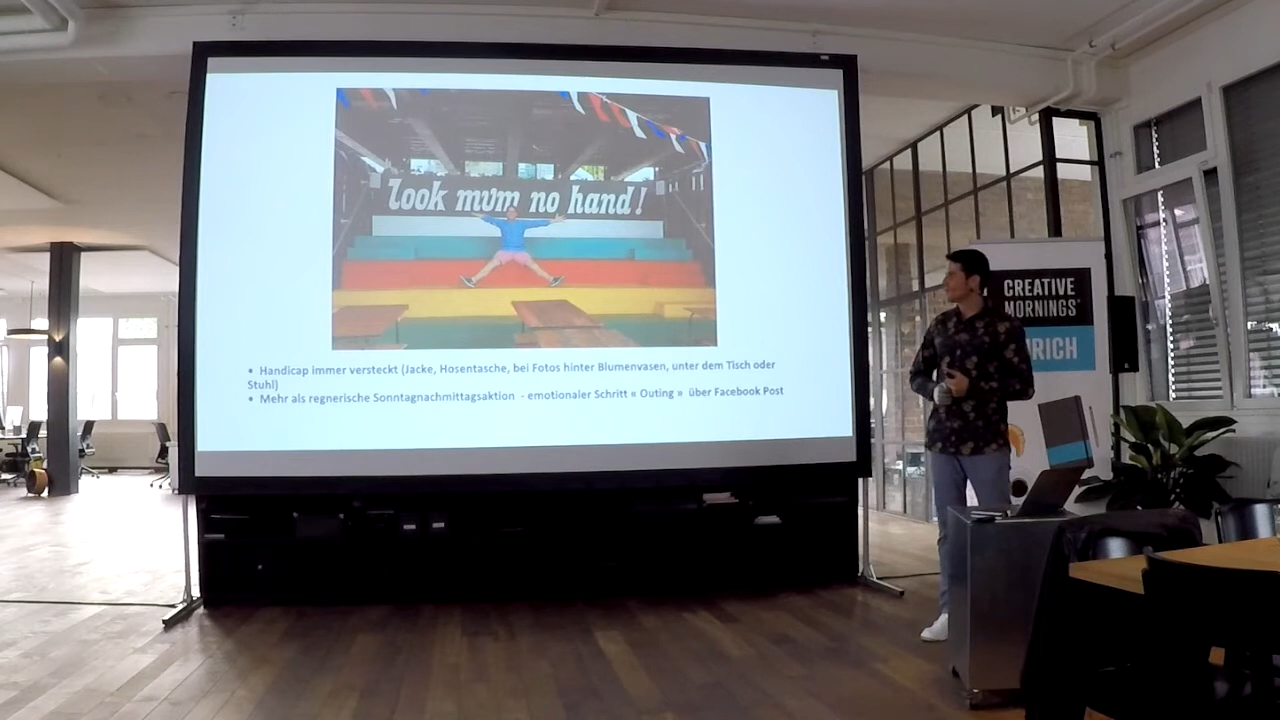 look mum no hand!
• Handicap immer versteckt (Jacke, Hosentasche, bei Fotos hinter Blumenvasen, unter dem Tisch oder
Stuhl)
• Mehr als regnerische Sonntagnachmittagsaktion - emotionaler Schritt « Outing » über Facebook Post
CREATIVE
MORNINGS
RICH